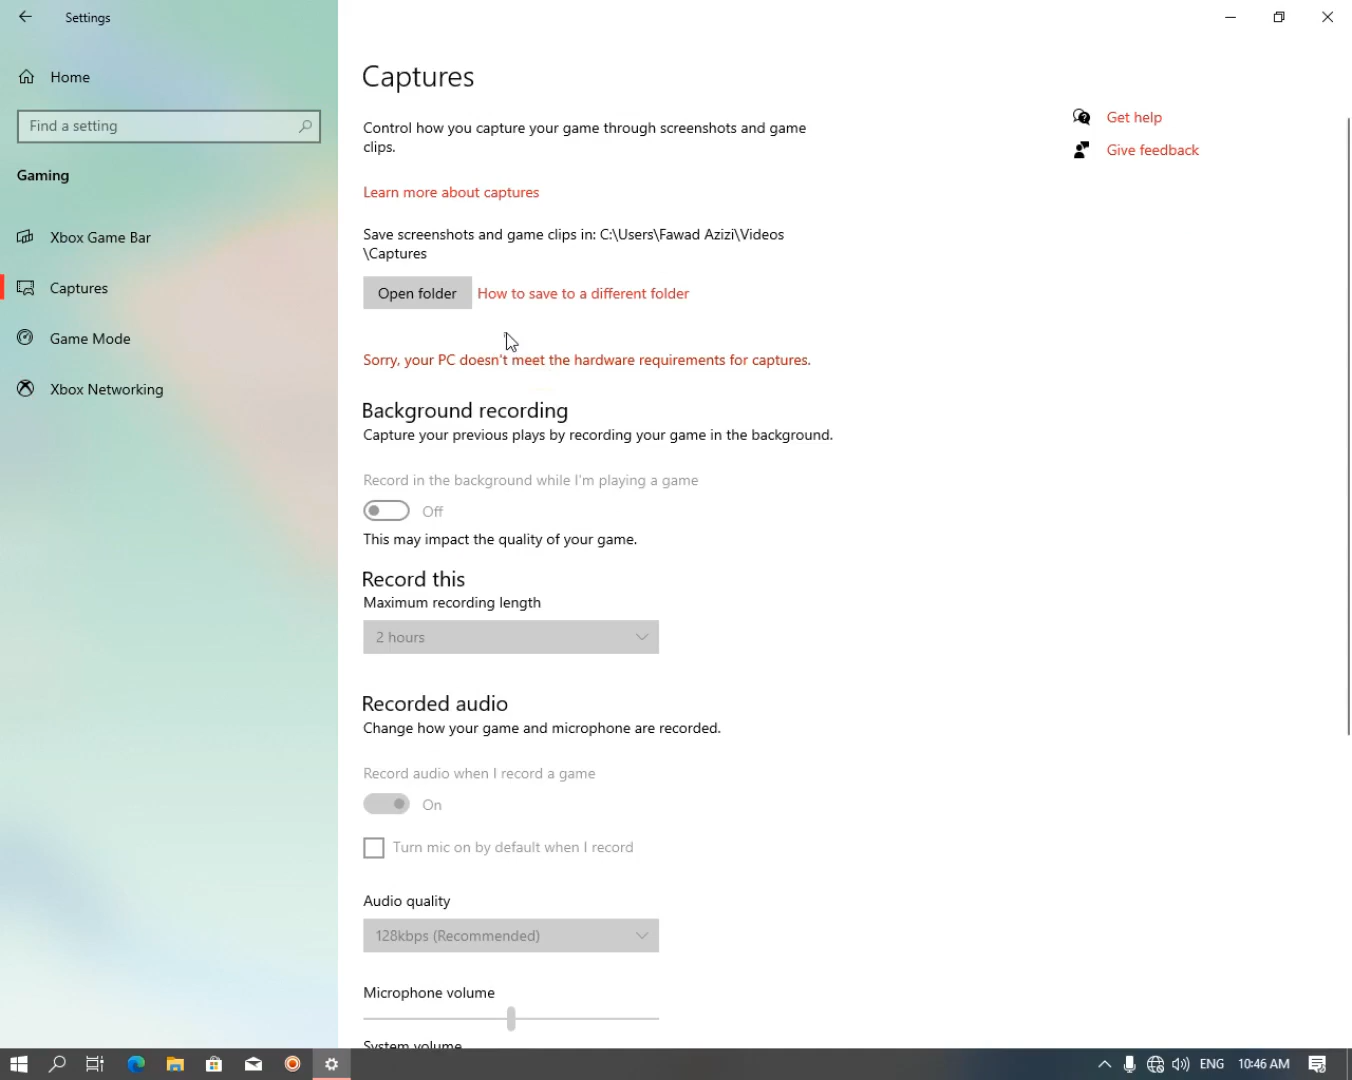 Settings
Home
Find a setting
Gaming
Xbox Game Bar
Captures
Game Mode
Xbox Networking
Captures
Control how you capture your game through screenshots and game
clips.
Learn more about captures
Save screenshots and game clips in: C:\Users\Fawad Azizi\Videos
\Captures
Open folder
How to save to a different folder
Sorry, your PC doesn't meet the hardware requirements for captures.
Background recording
Capture your previous plays by recording your game in the background.
Record in the background while I'm playing a game
Off
This may impact the quality of your game.
Record this
Maximum recording length
2 hours
Recorded audio
Change how your game and microphone are recorded.
Record audio when I record a game
On
Turn mic on by default when I record
Audio quality
128kbps (Recommended)
Microphone volume
System volume
Get help
Give feedback
ENG
10:46 AM